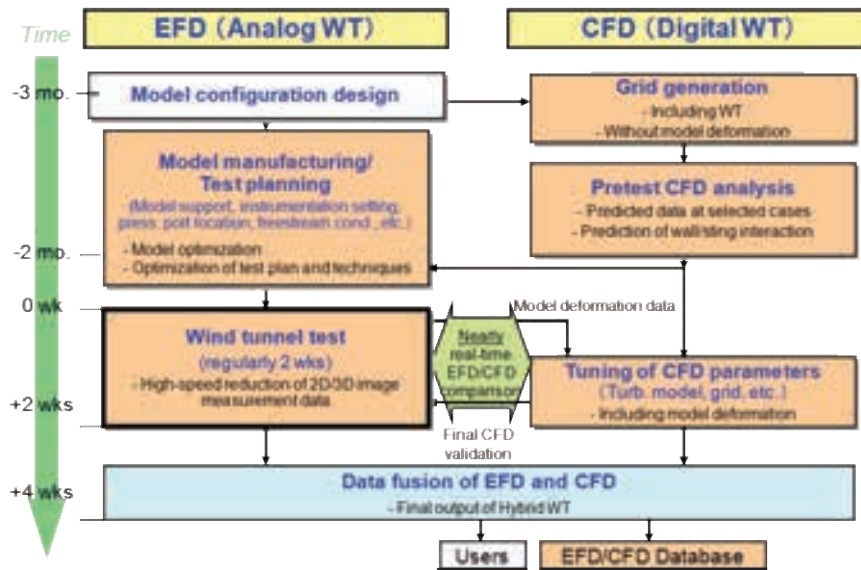 Time
EFD (Analog WT)
CFD (Digital WT)
-3 mo.
Model configuration design
Grid generation
- Including WT
- Without model deformation
Model manufacturing/
Test planning
(Model support, instrumentation setting,
press. port location, freestream cond., etc.)
- Model optimization
- Optimization of test plan and techniques
Pretest CFD analysis
- Predicted data at selected cases
- Prediction of wall/sting interaction
-2 mo.
0 wk
Wind tunnel test
(regularly 2 wks)
- High-speed reduction of 2D/3D image
measurement data
Nearly
real-time
EFD/CFD
comparison
Model deformation data
Tuning of CFD parameters
(Turb. model, grid, etc.)
- Including model deformation
+2 wks
Final CFD
validation
Data fusion of EFD and CFD
- Final output of Hybrid WT
+4 wks
Users
EFD/CFD Database